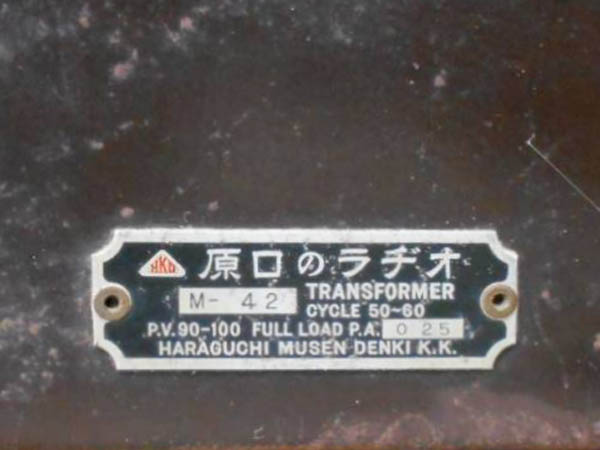 HKD 原口のラヂオ
M- 42 TRANSFORMER
CYCLE 50~60
P.V.90-100 FULL LOAD P.A. 0 25
HARAGUCHI MUSEN DENKI K.K.